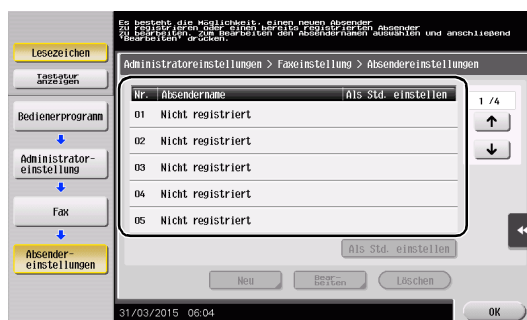 Es besteht die Möglichkeit, einen neuen Absender
zu registrieren oder einen bereits registrierten Absender
zu bearbeiten. Zum Bearbeiten den Absendernamen auswählen und anschließend
"Bearbeiten" drücken.
Lesezeichen
Tastatur
anzeigen
Bedienerprogramm
Administrator-
einstellung
Fax
Absender-
einstellungen
Administratoreinstellungen > Faxeinstellung > Absendereinstellungen
Nr. Absendername Als Std. einstellen
01 Nicht registriert
02 Nicht registriert
03 Nicht registriert
04 Nicht registriert
05 Nicht registriert
1 /4
Als Std. einstellen
Neu
Bear-
beiten
Löschen
31/03/2015 06:04
OK